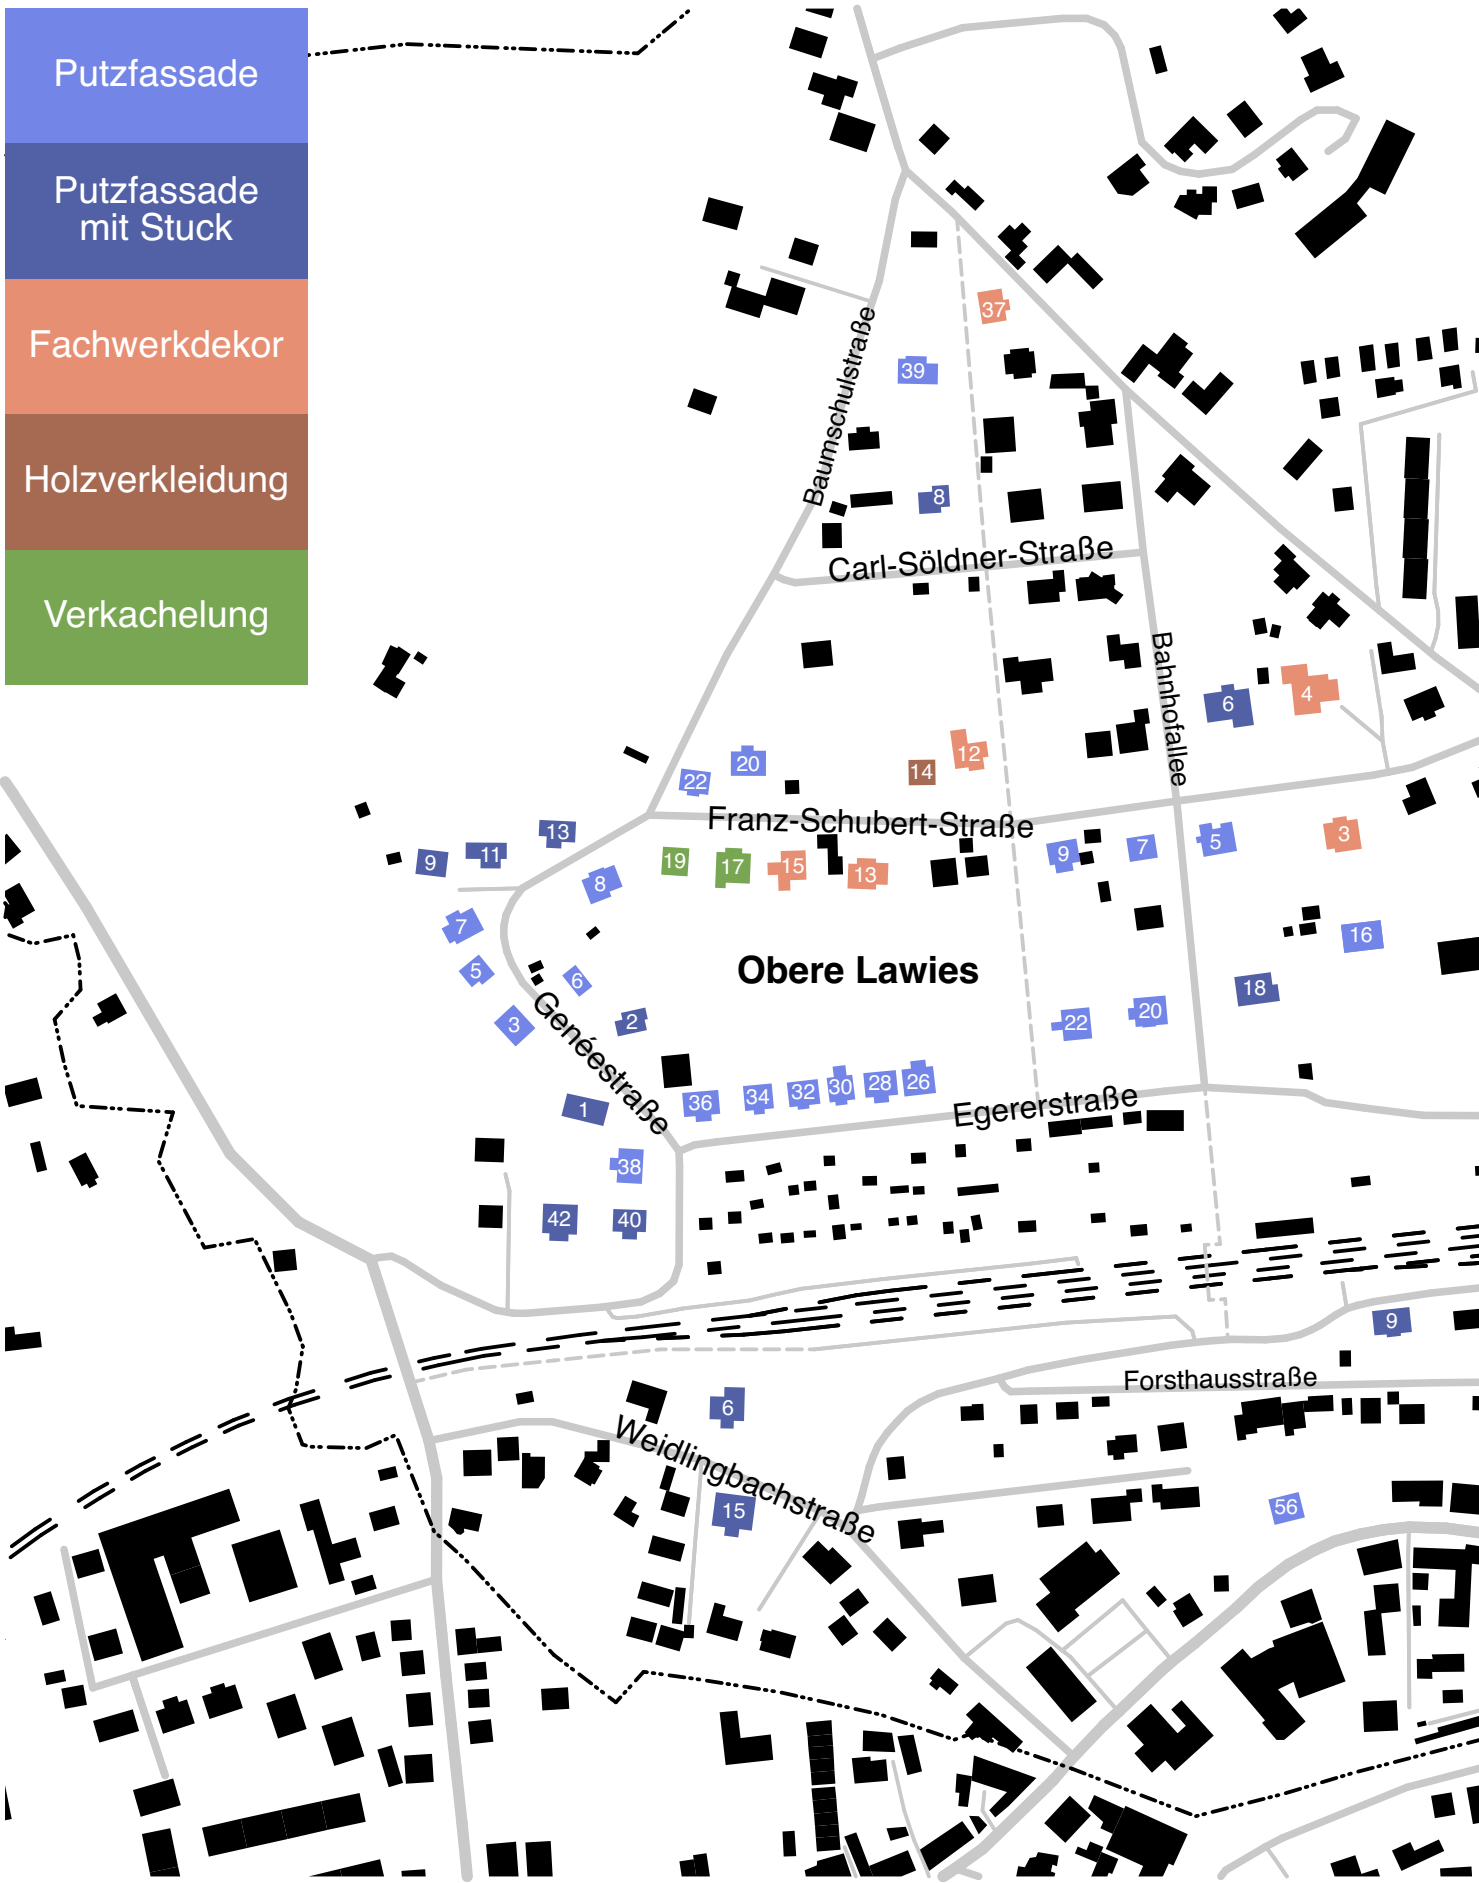 Putzfassade
Putzfassade
mit Stuck
Fachwerkdekor
Holzverkleidung
Verkachelung
37
39
Baumschulstraße
8
Carl-Söldner-Straße
Bahnhofallee
6
4
12
14
20
22
Franz-Schubert-Straße
13
11
9
8
19
17
15
13
9
7
5
3
7
5
6
3
2
Genéestraße
Obere Lawies
16
18
22
20
1
36
34
32
30
28
26
Egererstraße
38
42
40
9
Forsthausstraße
6
Weidlingbachstraße
15
56